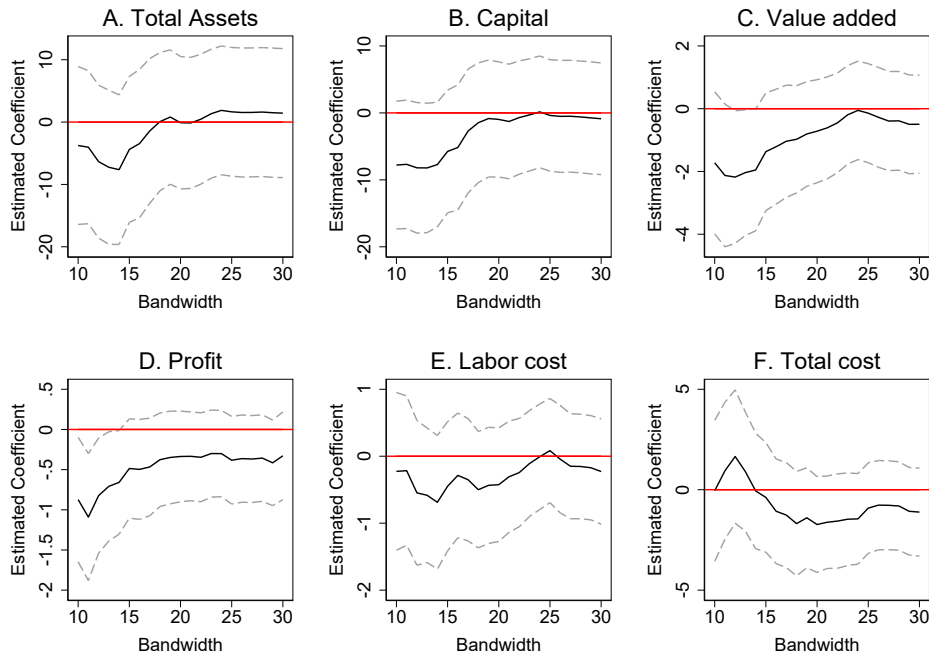 A. Total Assets
Estimated Coefficient
10
0
-10
-20
10 15 20 25 30
Bandwidth
B. Capital
Estimated Coefficient
10
0
-10
-20
10 15 20 25 30
Bandwidth
C. Value added
Estimated Coefficient
2
0
-2
-4
10 15 20 25 30
Bandwidth
D. Profit
Estimated Coefficient
.5
0
-.5
-1
-1.5
-2
10 15 20 25 30
Bandwidth
E. Labor cost
Estimated Coefficient
1
0
-1
-2
10 15 20 25 30
Bandwidth
F. Total cost
Estimated Coefficient
5
0
-5
10 15 20 25 30
Bandwidth